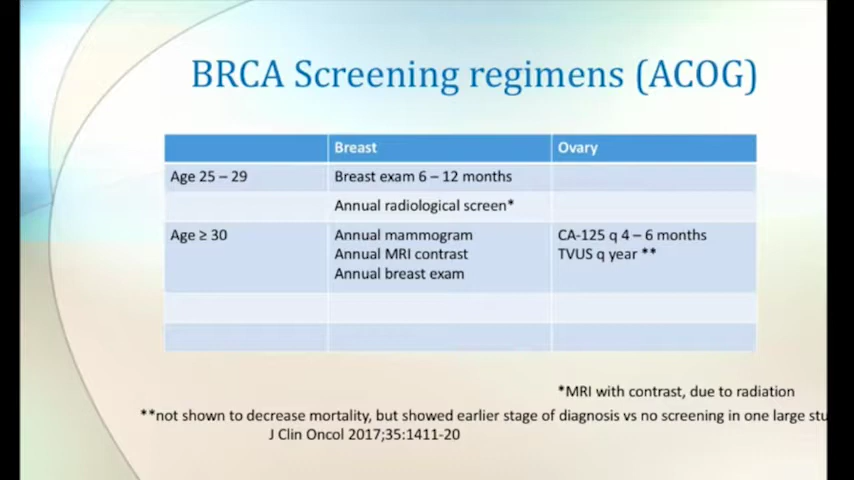 BRCA Screening regimens (ACOG)
Breast Ovary
Age 25 – 29 Breast exam 6 – 12 months
Annual radiological screen*
Age ≥ 30 Annual mammogram CA-125 q 4 – 6 months
Annual MRI contrast TVUS q year **
Annual breast exam
*MRI with contrast, due to radiation
**not shown to decrease mortality, but showed earlier stage of diagnosis vs no screening in one large
J Clin Oncol 2017;35:1411-20